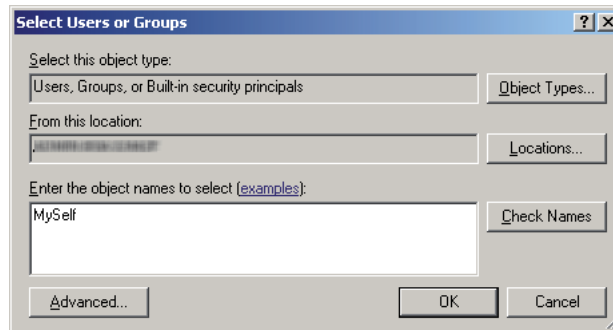 Select Users or Groups
Select this object type:
Users, Groups, or Built-in security principals
Object Types...
From this location:
Locations...
Enter the object names to select (examples):
MySelf
Check Names
Advanced...
OK
Cancel